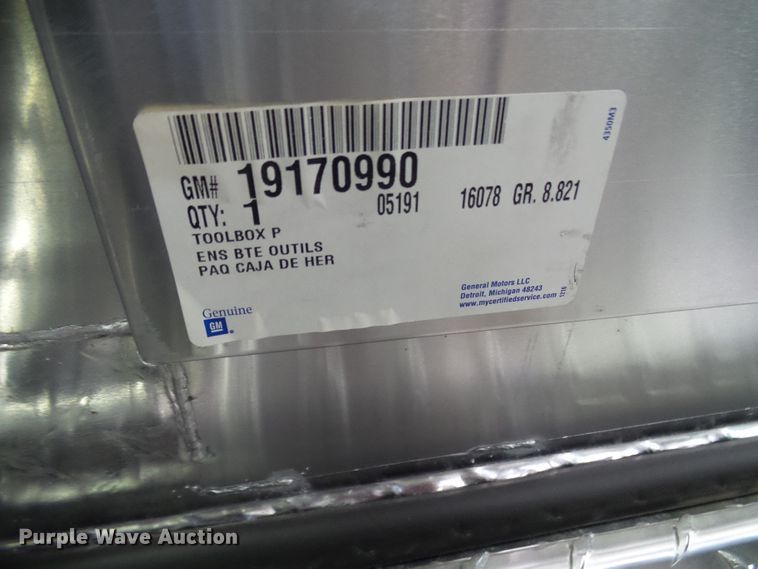 4350M3
GM# 19170990
QTY: 1 05191 16078 GR. 8.821
TOOLBOX P
ENS BTE OUTILS
PAQ CAJA DE HER
Genuine
GM
General Motors LLC
Detroit, Michigan 48243
www.mycertifiedservice.com
1216
Purple Wave Auction